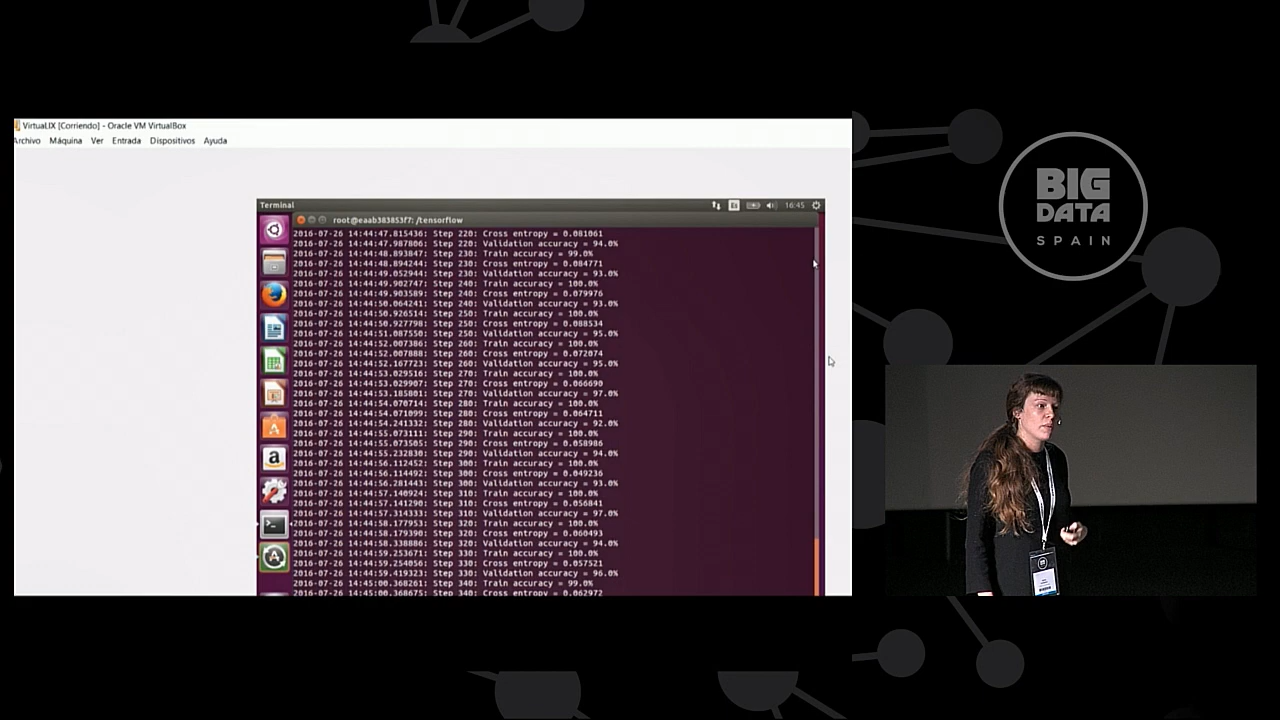 VirtuaLIX [Corriendo] - Oracle VM VirtualBox
Archivo Máquina Ver Entrada Dispositivos Ayuda
Terminal 16:45
root@eaab383853f7: /tensorflow
2016-07-26 14:44:47.815436: Step 220: Cross entropy = 0.081061
2016-07-26 14:44:47.987806: Step 220: Validation accuracy = 94.0%
2016-07-26 14:44:48.893847: Step 230: Train accuracy = 99.0%
2016-07-26 14:44:48.894244: Step 230: Cross entropy = 0.084771
2016-07-26 14:44:49.052944: Step 230: Validation accuracy = 93.0%
2016-07-26 14:44:49.902747: Step 240: Train accuracy = 100.0%
2016-07-26 14:44:49.903589: Step 240: Cross entropy = 0.079976
2016-07-26 14:44:50.064241: Step 240: Validation accuracy = 93.0%
2016-07-26 14:44:50.926514: Step 250: Train accuracy = 100.0%
2016-07-26 14:44:50.927798: Step 250: Cross entropy = 0.088534
2016-07-26 14:44:51.087550: Step 250: Validation accuracy = 95.0%
2016-07-26 14:44:52.007386: Step 260: Train accuracy = 100.0%
2016-07-26 14:44:52.007888: Step 260: Cross entropy = 0.072074
2016-07-26 14:44:52.167723: Step 260: Validation accuracy = 95.0%
2016-07-26 14:44:53.029516: Step 270: Train accuracy = 100.0%
2016-07-26 14:44:53.029907: Step 270: Cross entropy = 0.066690
2016-07-26 14:44:53.185801: Step 270: Validation accuracy = 97.0%
2016-07-26 14:44:54.070714: Step 280: Train accuracy = 100.0%
2016-07-26 14:44:54.071099: Step 280: Cross entropy = 0.064711
2016-07-26 14:44:54.241332: Step 280: Validation accuracy = 92.0%
2016-07-26 14:44:55.073111: Step 290: Train accuracy = 100.0%
2016-07-26 14:44:55.073505: Step 290: Cross entropy = 0.058986
2016-07-26 14:44:55.232830: Step 290: Validation accuracy = 94.0%
2016-07-26 14:44:56.112452: Step 300: Train accuracy = 100.0%
2016-07-26 14:44:56.114492: Step 300: Cross entropy = 0.049236
2016-07-26 14:44:56.281443: Step 300: Validation accuracy = 93.0%
2016-07-26 14:44:57.140924: Step 310: Train accuracy = 100.0%
2016-07-26 14:44:57.141290: Step 310: Cross entropy = 0.056841
2016-07-26 14:44:57.314333: Step 310: Validation accuracy = 97.0%
2016-07-26 14:44:58.177953: Step 320: Train accuracy = 100.0%
2016-07-26 14:44:58.179390: Step 320: Cross entropy = 0.060493
2016-07-26 14:44:58.338886: Step 320: Validation accuracy = 94.0%
2016-07-26 14:44:59.253671: Step 330: Train accuracy = 100.0%
2016-07-26 14:44:59.254056: Step 330: Cross entropy = 0.057521
2016-07-26 14:44:59.419323: Step 330: Validation accuracy = 96.0%
2016-07-26 14:45:00.368261: Step 340: Train accuracy = 99.0%
2016-07-26 14:45:00.368675: Step 340: Cross entropy = 0.062972
BIG
DATA
SPAIN